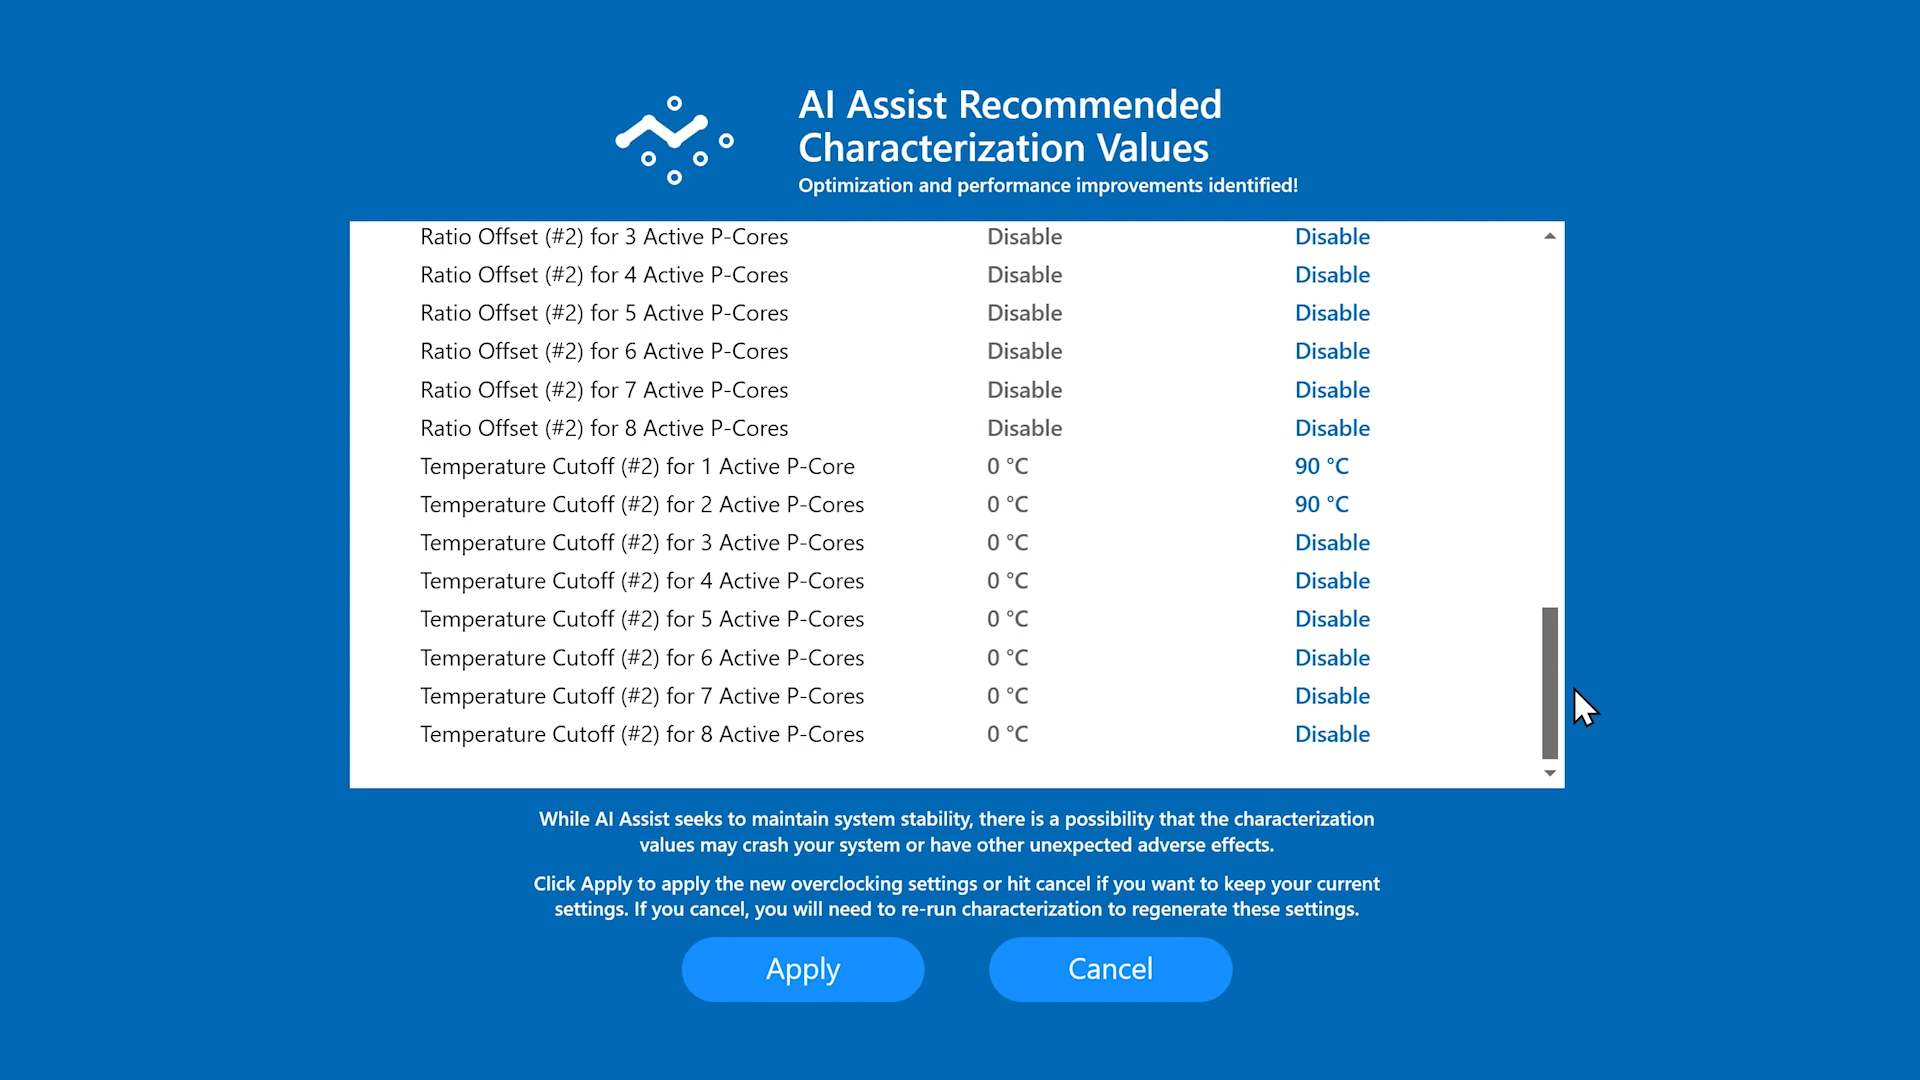 AI Assist Recommended
Characterization Values
Optimization and performance improvements identified!
Ratio Offset (#2) for 3 Active P-Cores Disable Disable
Ratio Offset (#2) for 4 Active P-Cores Disable Disable
Ratio Offset (#2) for 5 Active P-Cores Disable Disable
Ratio Offset (#2) for 6 Active P-Cores Disable Disable
Ratio Offset (#2) for 7 Active P-Cores Disable Disable
Ratio Offset (#2) for 8 Active P-Cores Disable Disable
Temperature Cutoff (#2) for 1 Active P-Core 0 °C 90 °C
Temperature Cutoff (#2) for 2 Active P-Cores 0 °C 90 °C
Temperature Cutoff (#2) for 3 Active P-Cores 0 °C Disable
Temperature Cutoff (#2) for 4 Active P-Cores 0 °C Disable
Temperature Cutoff (#2) for 5 Active P-Cores 0 °C Disable
Temperature Cutoff (#2) for 6 Active P-Cores 0 °C Disable
Temperature Cutoff (#2) for 7 Active P-Cores 0 °C Disable
Temperature Cutoff (#2) for 8 Active P-Cores 0 °C Disable
While AI Assist seeks to maintain system stability, there is a possibility that the characterization
values may crash your system or have other unexpected adverse effects.
Click Apply to apply the new overclocking settings or hit cancel if you want to keep your current
settings. If you cancel, you will need to re-run characterization to regenerate these settings.
Apply Cancel